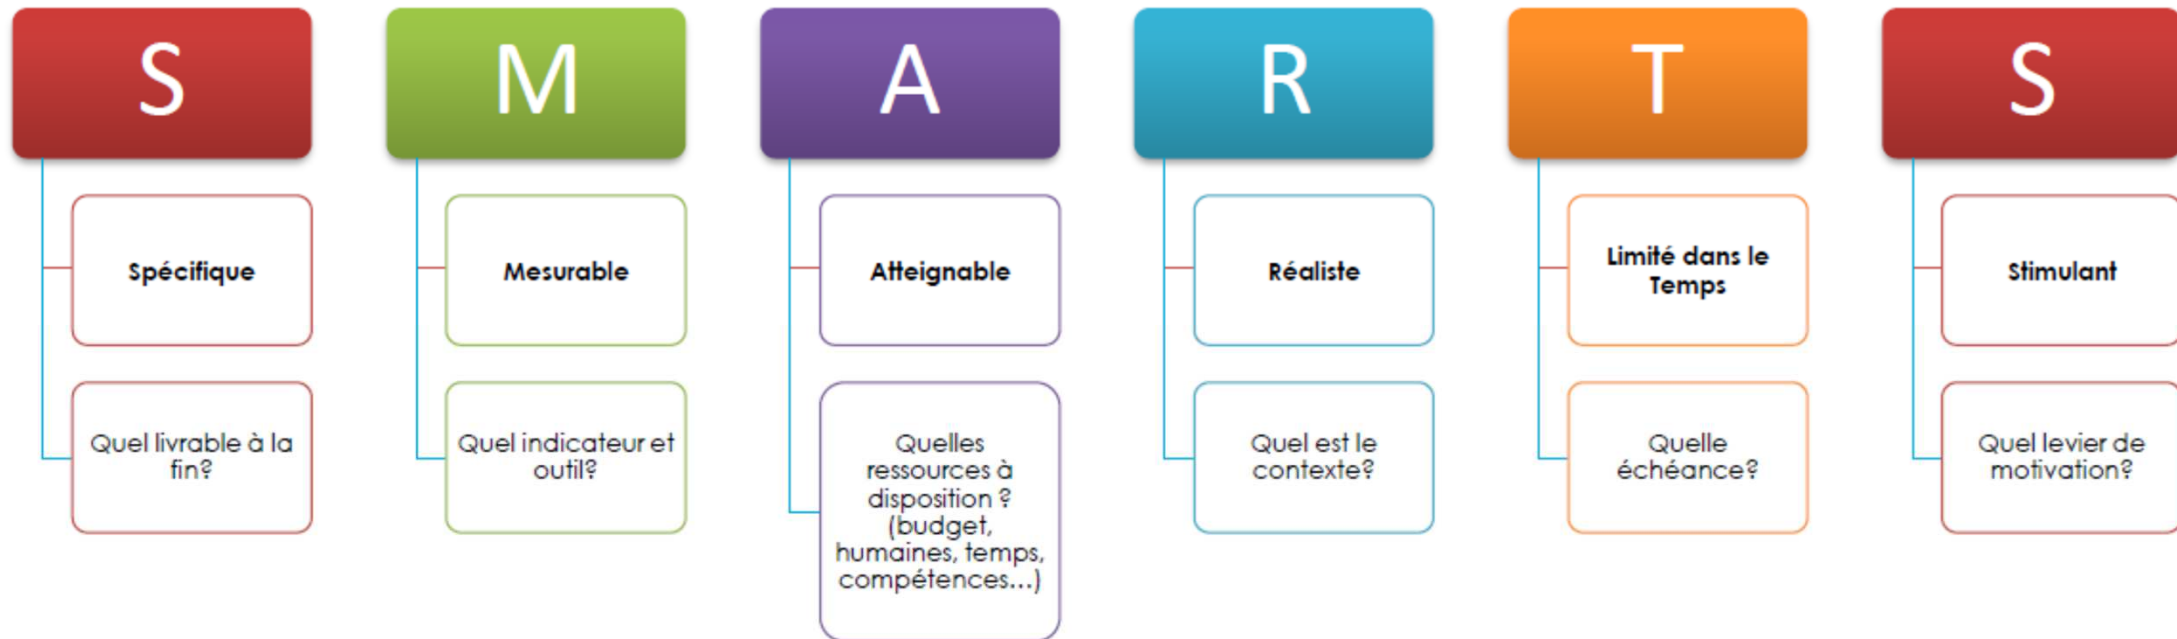 S
Spécifique
Quel livrable à la
fin?
M
Mesurable
Quel indicateur et
outil?
A
Atteignable
Quelles
ressources à
disposition ?
(budget,
humaines, temps,
compétences...)
R
Réaliste
Quel est le
contexte?
T
Limité dans le
Temps
Quelle
échéance?
S
Stimulant
Quel levier de
motivation?